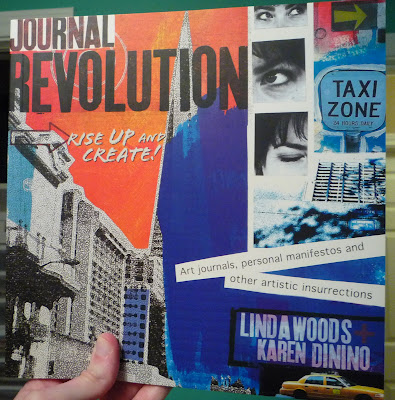 JOURNAL
REVOLUTION
RISE UP AND
CREATE!
TAXI
ZONE
24 HOURS DAILY
Art journals, personal manifestos and
other artistic insurrections
LINDA WOODS +
KAREN DININO